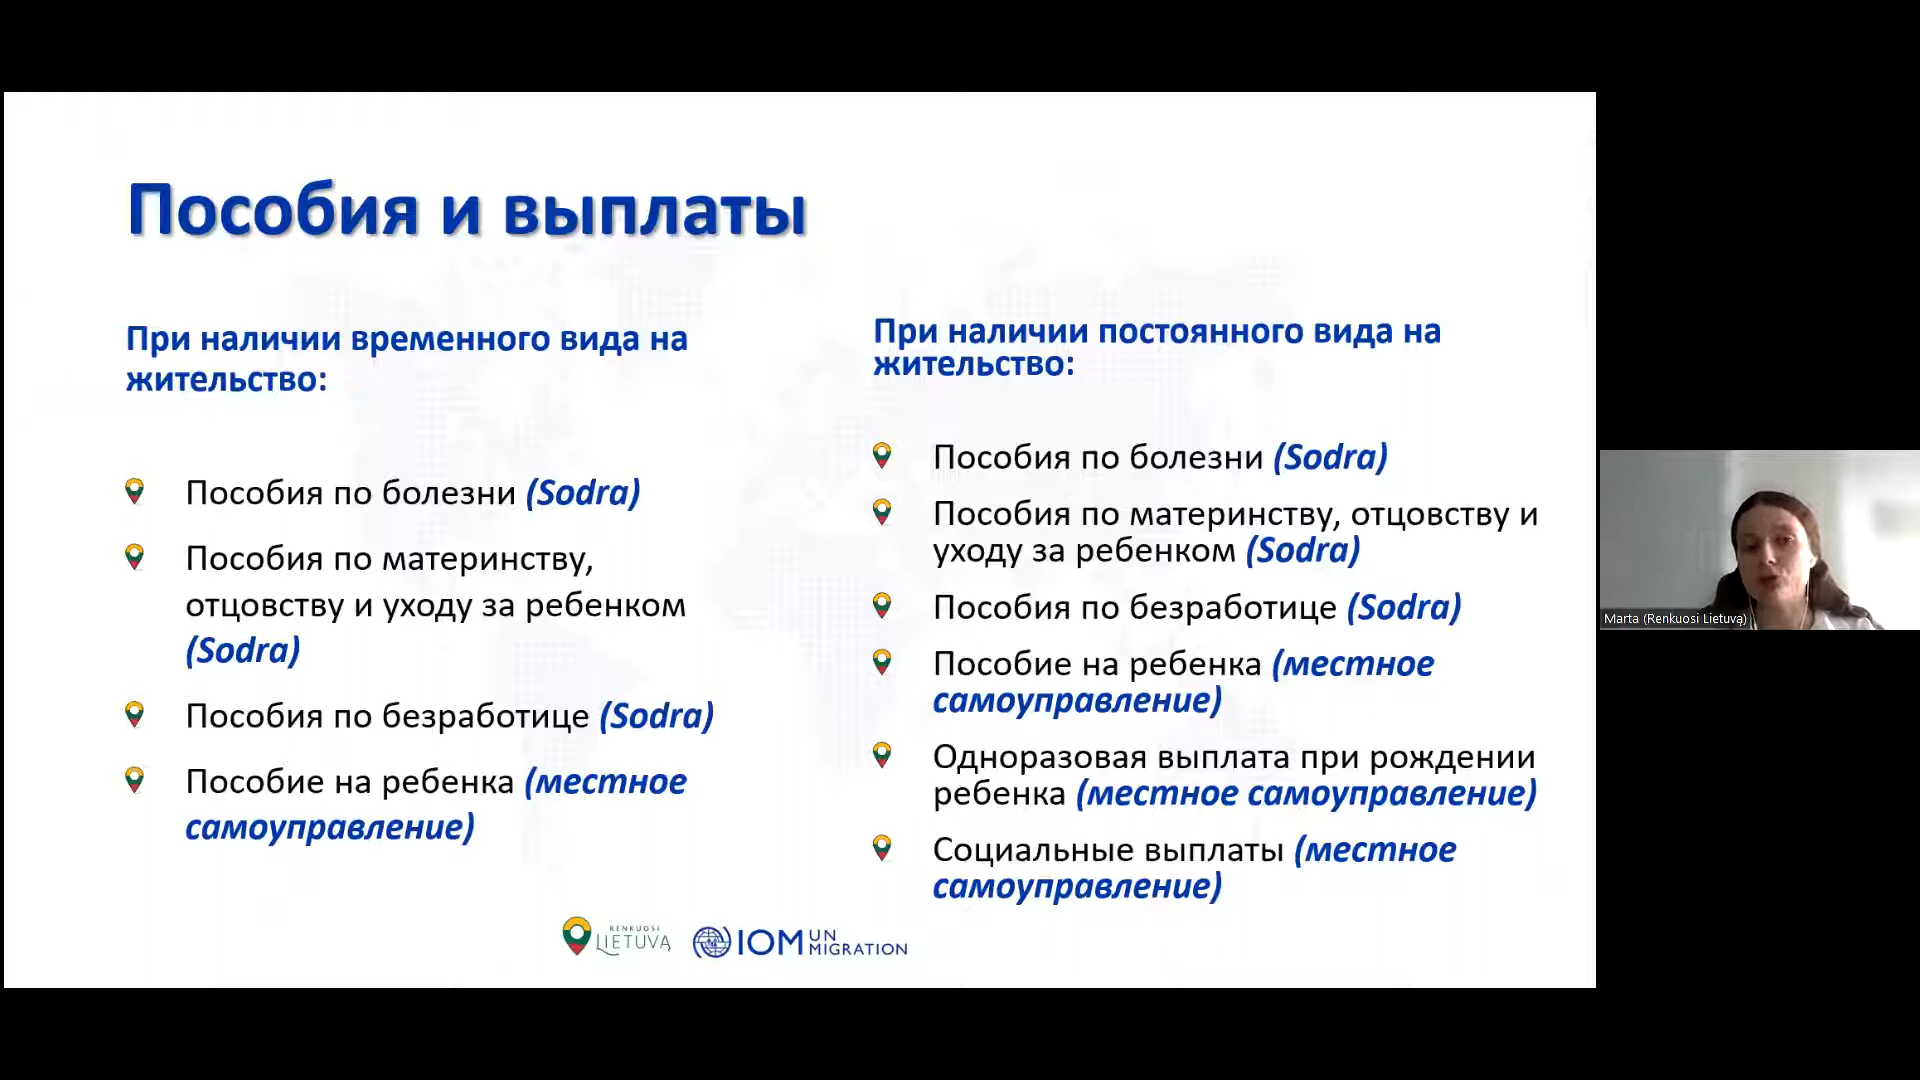 Пособия и выплаты
При наличии временного вида на
жительство:
Пособия по болезни (Sodra)
Пособия по материнству,
отцовству и уходу за ребенком
(Sodra)
Пособия по безработице (Sodra)
Пособие на ребенка (местное
самоуправление)
При наличии постоянного вида на
жительство:
Пособия по болезни (Sodra)
Пособия по материнству, отцовству и
уходу за ребенком (Sodra)
Пособия по безработице (Sodra)
Пособие на ребенка (местное
самоуправление)
Одноразовая выплата при рождении
ребенка (местное самоуправление)
Социальные выплаты (местное
самоуправление)
RENKUOSI
LIETUVĄ
IOM UN
MIGRATION
Marta (Renkuosi Lietuvą)